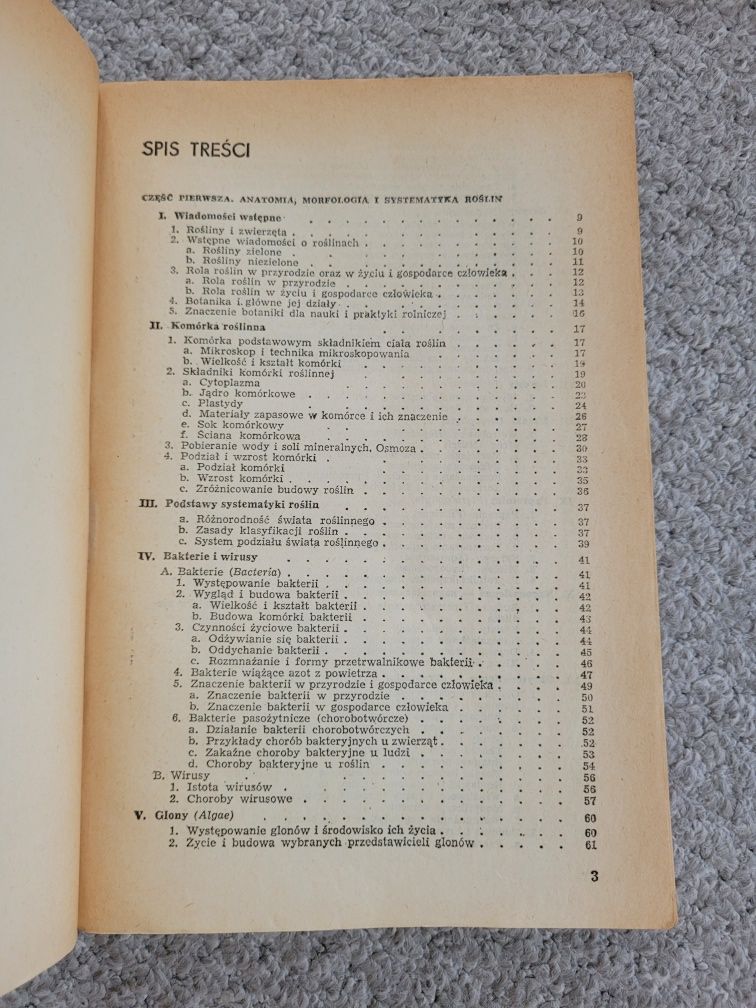 SPIS TREŚCI
CZĘŚĆ PIERWSZA. ANATOMIA, MORFOLOGIA I SYSTEMATYKA ROŚLIN
I. Wiadomości wstępne . . . . . . . . . . . . 9
1. Rośliny i zwierzęta . . . . . . . . . . . . 9
2. Wstępne wiadomości o roślinach . . . . . . . . . 10
a. Rośliny zielone . . . . . . . . . . . . 10
b. Rośliny niezielone . . . . . . . . . . . 11
3. Rola roślin w przyrodzie oraz w życiu i gospodarce człowieka . . . 12
a. Rola roślin w przyrodzie . . . . . . . . . . 12
b. Rola roślin w życiu i gospodarce człowieka . . . . . . 13
4. Botanika i główne jej działy . . . . . . . . . . 14
5. Znaczenie botaniki dla nauki i praktyki rolniczej . . . . . 16
II. Komórka roślinna . . . . . . . . . . 17
1. Komórka podstawowym składnikiem ciała roślin . . . . . 17
a. Mikroskop i technika mikroskopowania . . . . . . . 17
b. Wielkość i kształt komórki . . . . . . . . . 19
2. Składniki komórki roślinnej . . . . . . . . . 19
a. Cytoplazma . . . . . . . . . . . . . 20
b. Jądro komórkowe . . . . . . . . . . . . 23
c. Plastydy . . . . . . . . . . . . . . 24
d. Materiały zapasowe w komórce i ich znaczenie . . . . . 26
e. Sok komórkowy . . . . . . . . . . . . 27
f. Ściana komórkowa . . . . . . . . . . . 28
3. Pobieranie wody i soli mineralnych. Osmoza . . . . . . . 30
4. Podział i wzrost komórki . . . . . . . . . . 33
a. Podział komórki . . . . . . . . . . . . 33
b. Wzrost komórki . . . . . . . . . . . . 35
c. Zróżnicowanie budowy roślin . . . . . . . . . 36
III. Podstawy systematyki roślin . . . . . . . . 37
a. Różnorodność świata roślinnego . . . . . . . . 37
b. Zasady klasyfikacji roślin . . . . . . . . . 37
c. System podziału świata roślinnego . . . . . . . . 39
IV. Bakterie i wirusy . . . . . . . . . . . 41
A. Bakterie (Bacteria) . . . . . . . . . . . . 41
1. Występowanie bakterii . . . . . . . . . . 41
2. Wygląd i budowa bakterii . . . . . . . . . 42
a. Wielkość i kształt bakterii . . . . . . . . . 42
b. Budowa komórki bakterii . . . . . . . . . 43
3. Czynności życiowe bakterii . . . . . . . . . 44
a. Odżywianie się bakterii . . . . . . . . . . 44
b. Oddychanie bakterii . . . . . . . . . . . 45
c. Rozmnażanie i formy przetrwalnikowe bakterii . . . . 46
4. Bakterie wiążące azot z powietrza . . . . . . . . 47
5. Znaczenie bakterii w przyrodzie i gospodarce człowieka . . . . 49
a. Znaczenie bakterii w przyrodzie . . . . . . . 50
b. Znaczenie bakterii w gospodarce człowieka . . . . . 51
6. Bakterie pasożytnicze (chorobotwórcze) . . . . . . . 52
a. Działanie bakterii chorobotwórczych . . . . . . . 52
b. Przykłady chorób bakteryjnych u zwierząt . . . . . . 52
c. Zakaźne choroby bakteryjne u ludzi . . . . . . . 53
d. Choroby bakteryjne u roślin . . . . . . . . . 54
B. Wirusy . . . . . . . . . . . . . . 56
1. Istota wirusów . . . . . . . . . . . . 56
2. Choroby wirusowe . . . . . . . . . . . 57
V. Glony (Algae) . . . . . . . . . . . . 60
1. Występowanie glonów i środowisko ich życia . . . . . . 60
2. Życie i budowa wybranych przedstawicieli glonów . . . . . 61
3